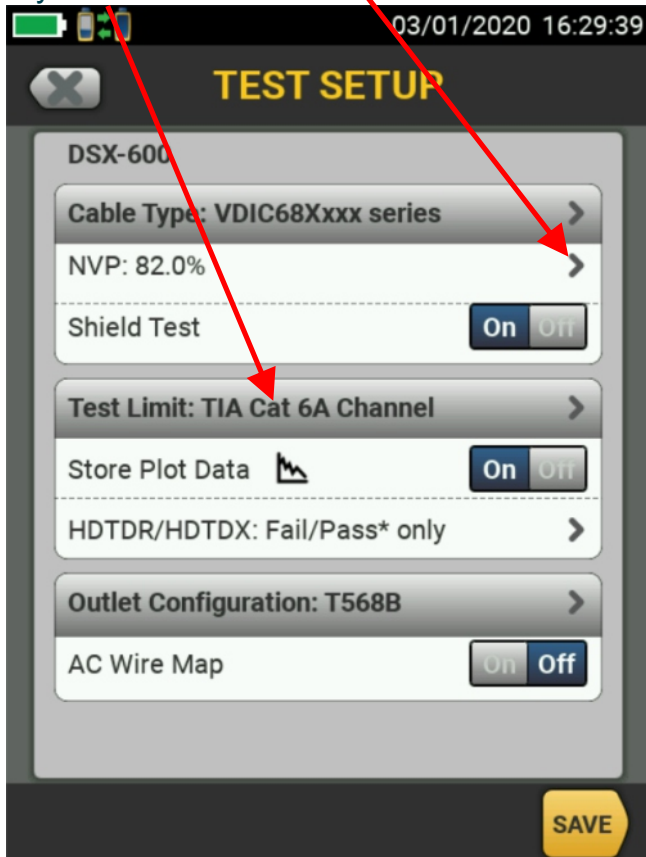 03/01/2020 16:29:39
TEST SETUP
DSX-600
Cable Type: VDIC68Xxxx series
NVP: 82.0%
Shield Test On Off
Test Limit: TIA Cat 6A Channel
Store Plot Data On Off
HDTDR/HDTDX: Fail/Pass* only
Outlet Configuration: T568B
AC Wire Map On Off
SAVE